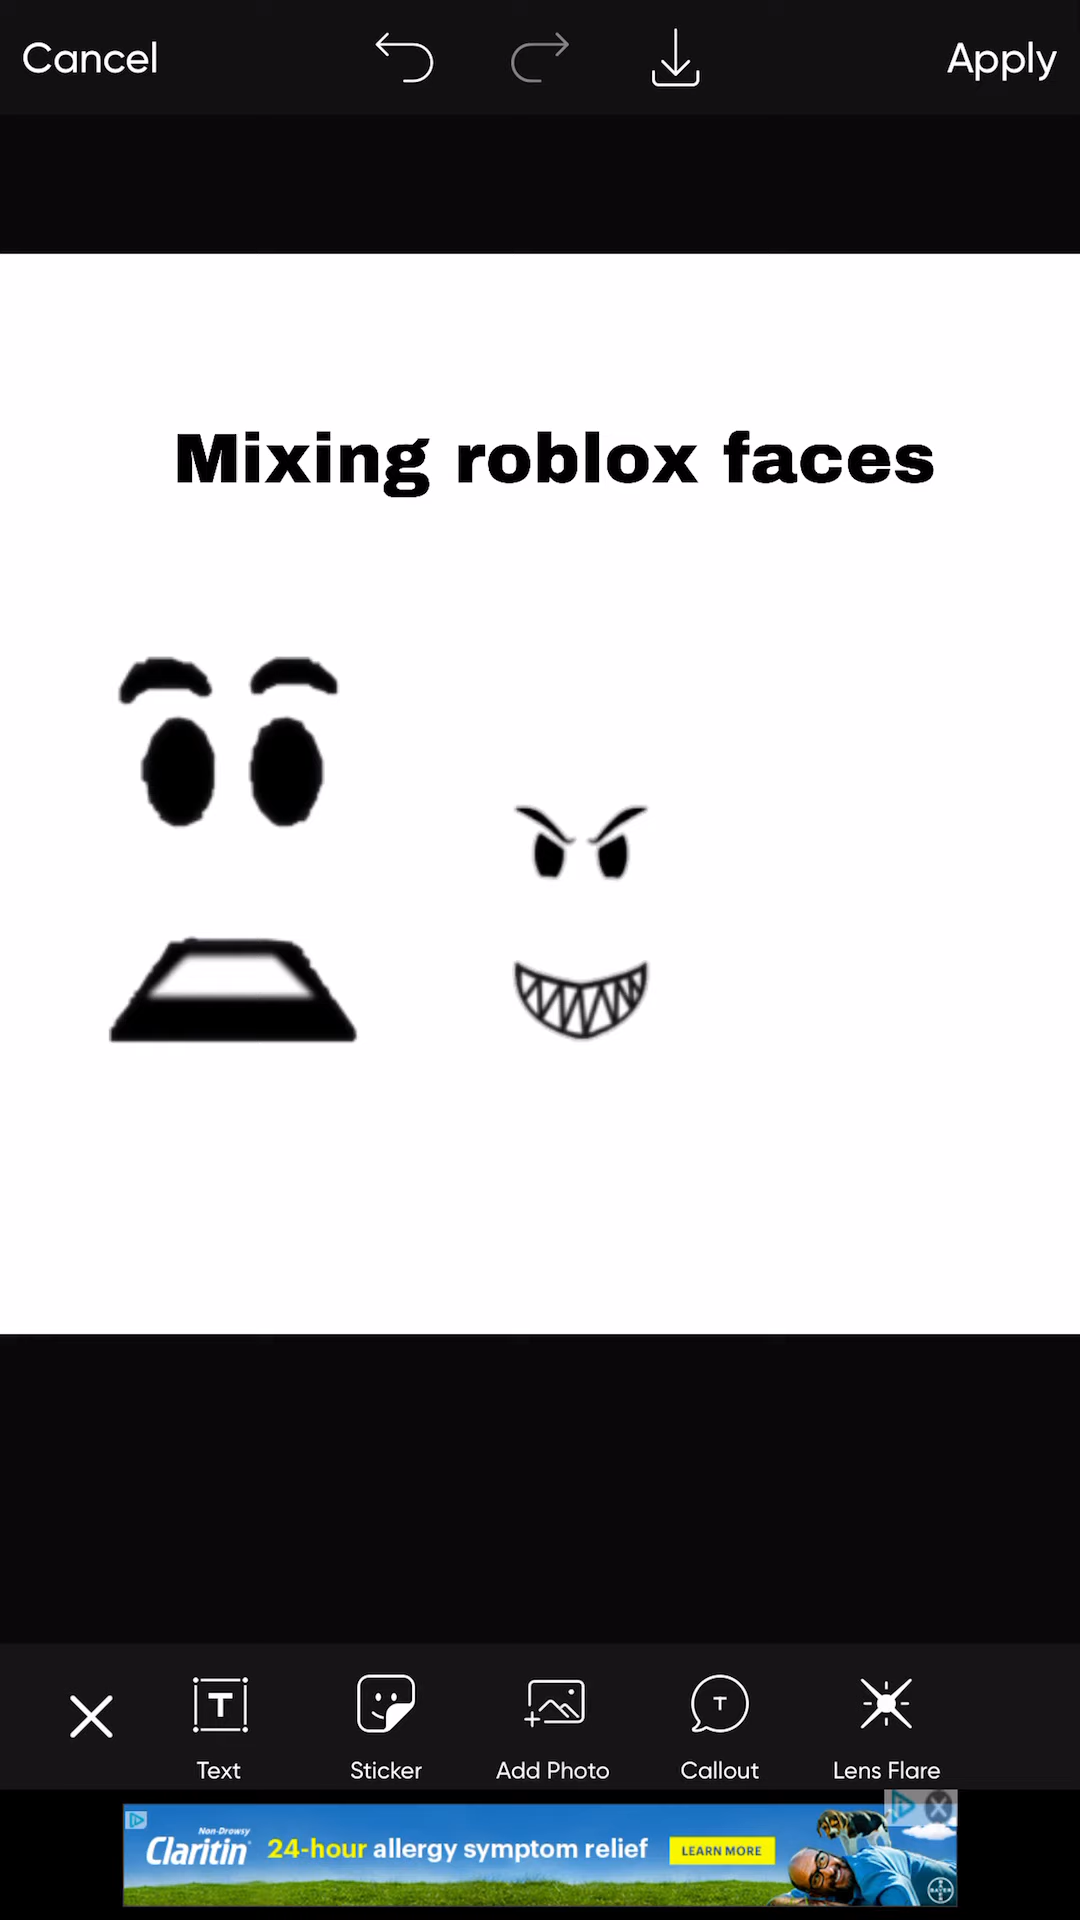 Cancel
Apply
Mixing roblox faces
T
Text
Sticker
Add Photo
T
Callout
Lens Flare
Non-Drowsy
Claritin
24-hour allergy symptom relief
LEARN MORE
BAYER